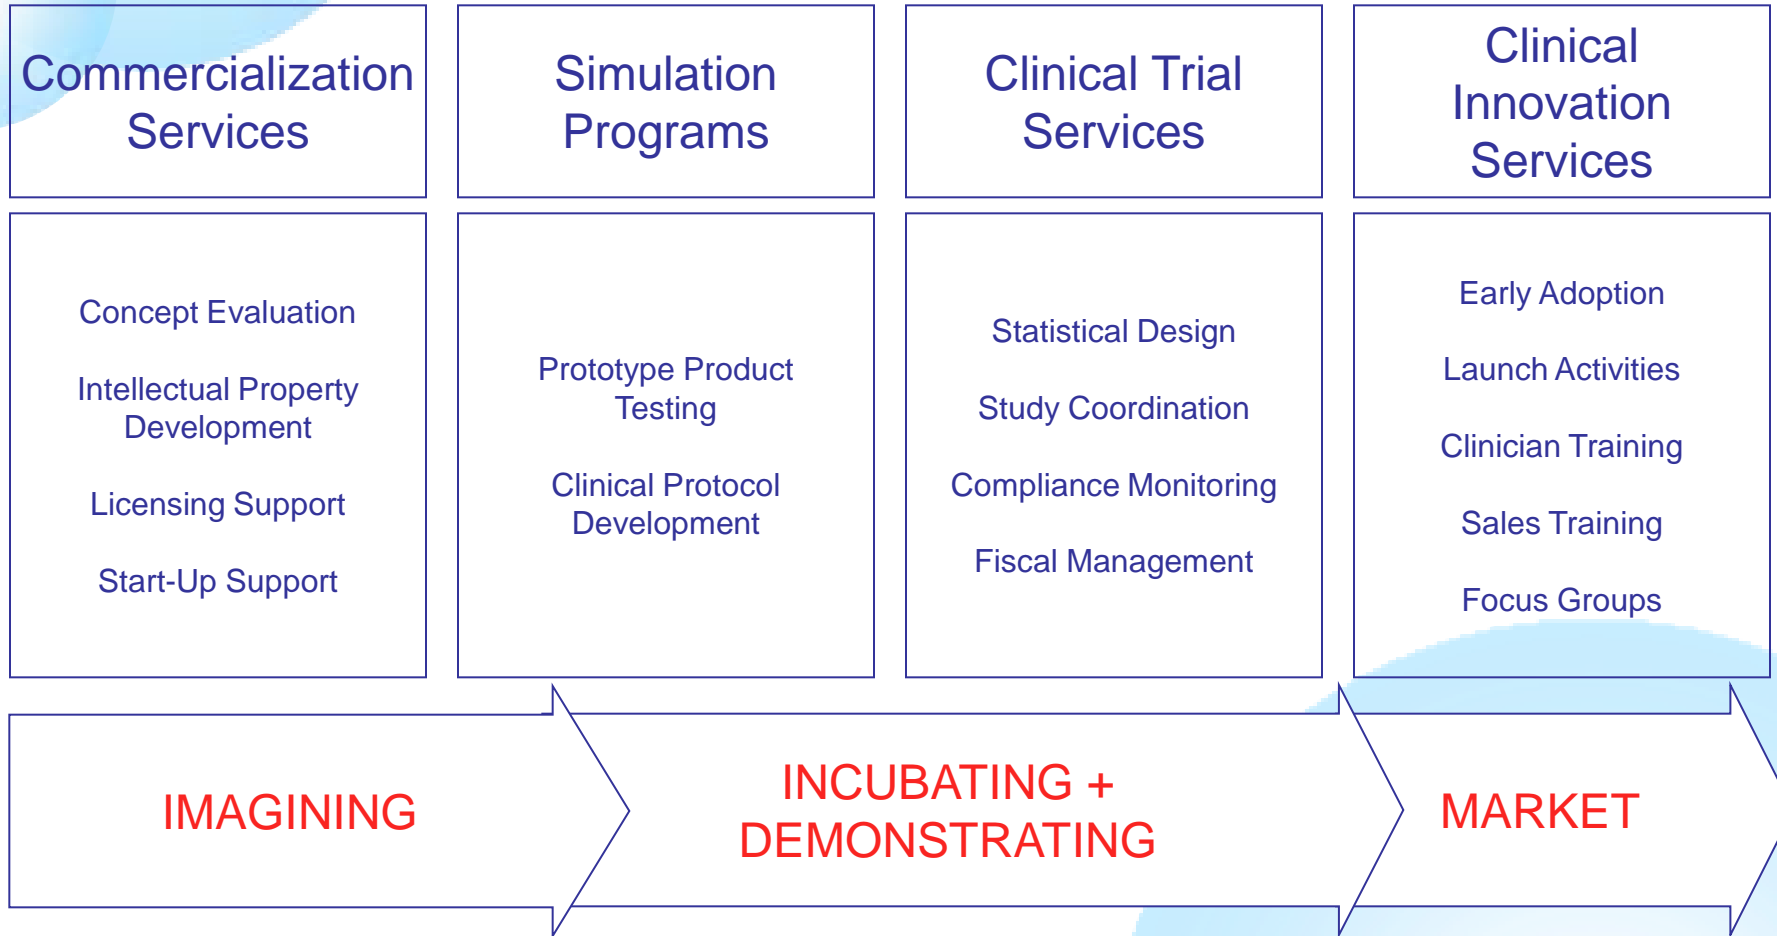 Commercialization
Services
Simulation
Programs
Clinical Trial
Services
Clinical
Innovation
Services
Concept Evaluation
Intellectual Property
Development
Licensing Support
Start-Up Support
Prototype Product
Testing
Clinical Protocol
Development
Statistical Design
Study Coordination
Compliance Monitoring
Fiscal Management
Early Adoption
Launch Activities
Clinician Training
Sales Training
Focus Groups
IMAGINING
INCUBATING +
DEMONSTRATING
MARKET